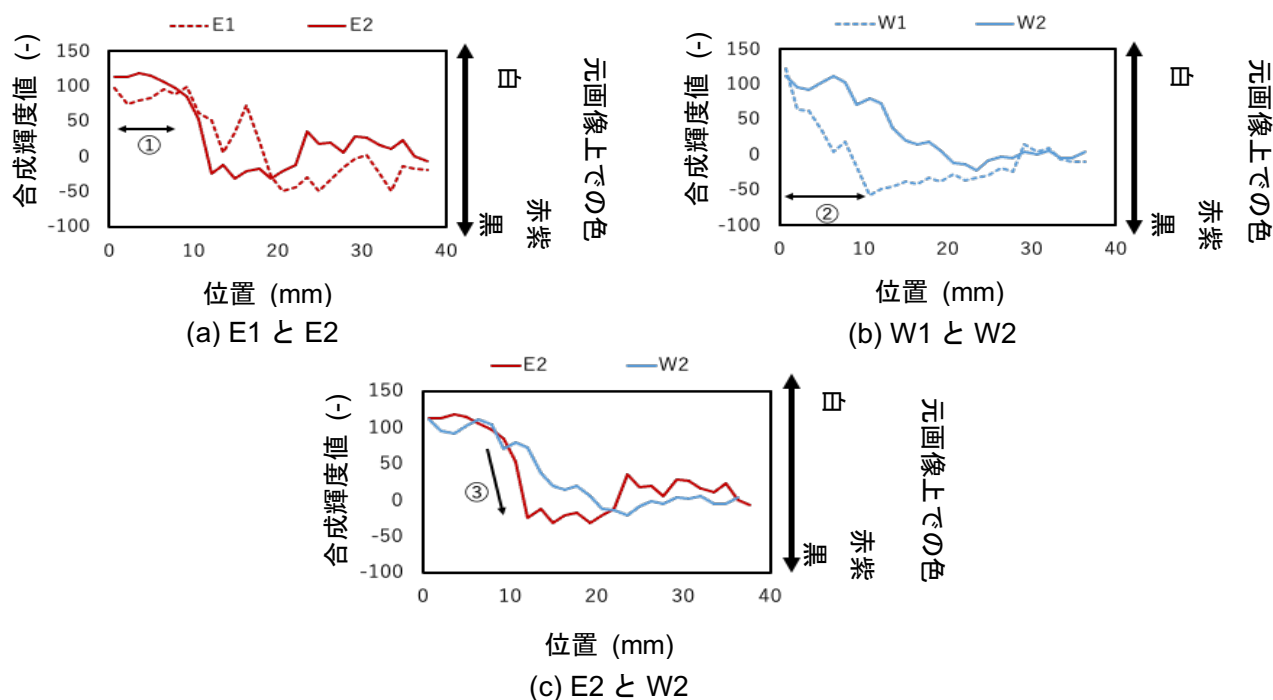 E1 E2
合成輝度値 (-)
150
100
50
0
-50
-100
①
0 10 20 30 40
位置 (mm)
白
赤紫
黒
元画像上での色
(a) E1 と E2
W1 W2
合成輝度値 (-)
150
100
50
0
-50
-100
②
0 10 20 30 40
位置 (mm)
白
赤紫
黒
元画像上での色
(b) W1 と W2
E2 W2
合成輝度値 (-)
150
100
50
0
-50
-100
③
0 10 20 30 40
位置 (mm)
白
赤紫
黒
元画像上での色
(c) E2 と W2